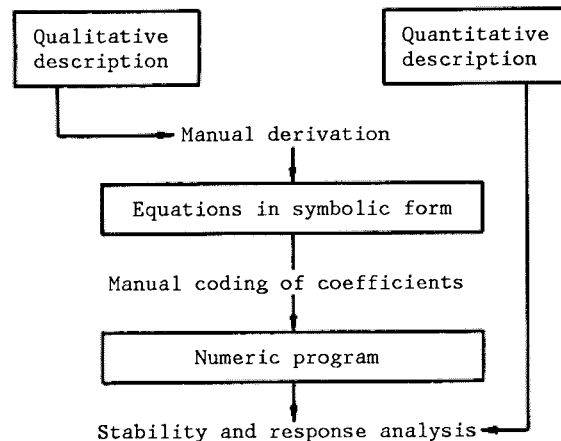 Qualitative
description
Quantitative
description
Manual derivation
Equations in symbolic form
Manual coding of coefficients
Numeric program
Stability and response analysis